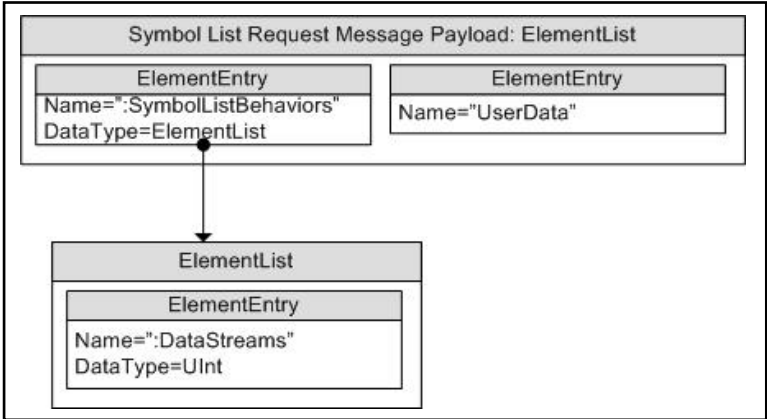 Symbol List Request Message Payload: ElementList
ElementEntry
Name=":SymbolListBehaviors"
DataType=ElementList
ElementEntry
Name="UserData"
ElementList
ElementEntry
Name=":DataStreams"
DataType=UInt